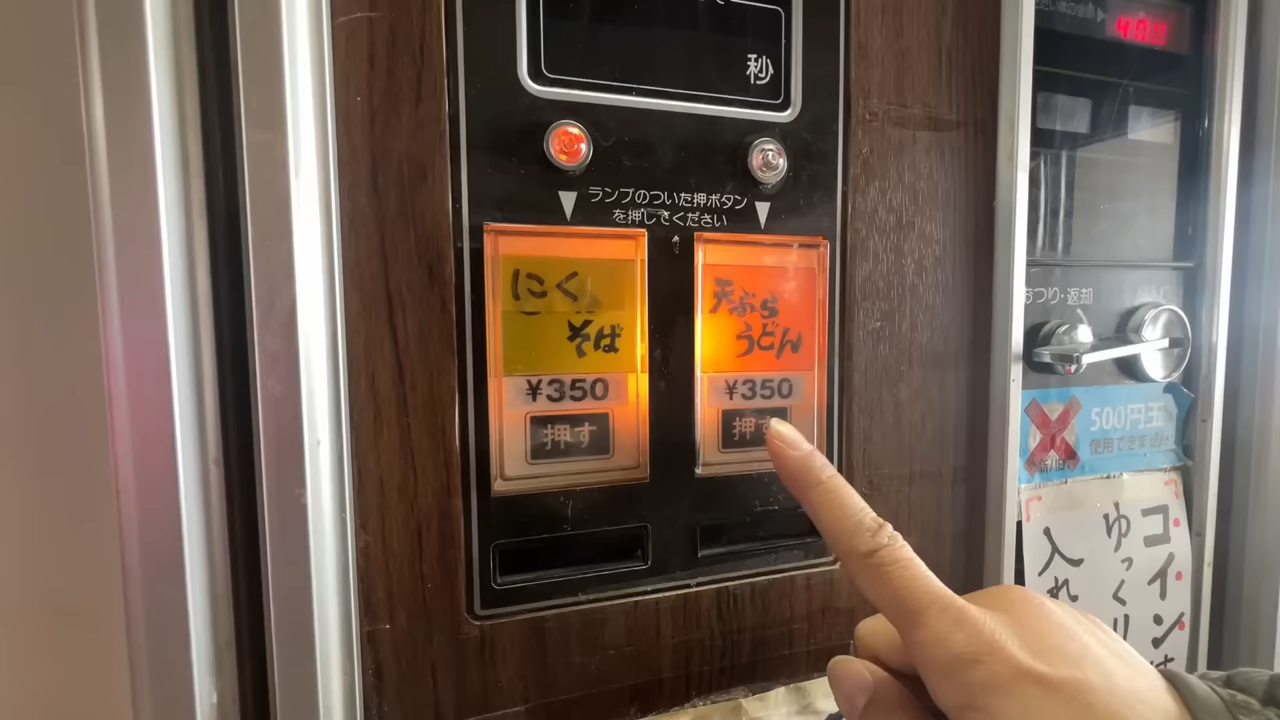 秒
ランプのついた押ボタン
を押してください
にく
そば
¥350
押す
天ぷら
うどん
¥350
押す
おつり・返却
500円玉
使用できません
コインは
ゆっくり
入れ